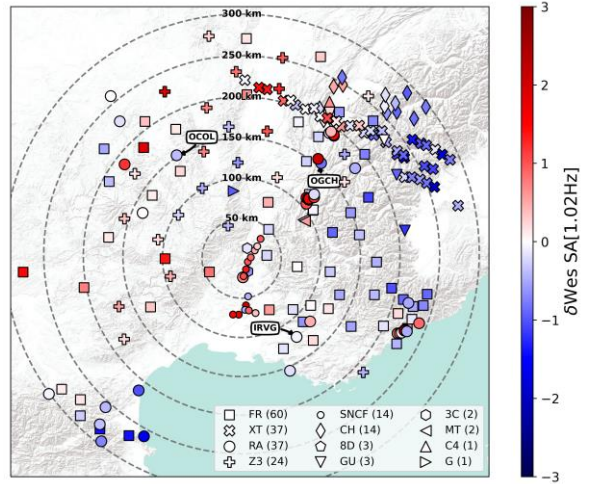 300 km
250 km
200 km
150 km
100 km
50 km
OCOL
OGCH
IRVG
FR (60)
XT (37)
RA (37)
Z3 (24)
SNCF (14)
CH (14)
8D (3)
GU (3)
3C (2)
MT (2)
C4 (1)
G (1)
3
2
1
0
−1
−2
−3
δWes SA[1.02Hz]